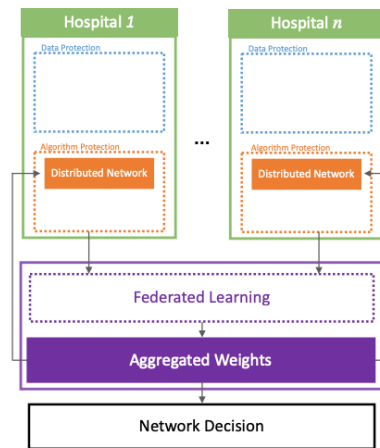 Hospital 1
Hospital n
Data Protection
Data Protection
...
Algorithm Protection
Algorithm Protection
Distributed Network
Distributed Network
Federated Learning
Aggregated Weights
Network Decision